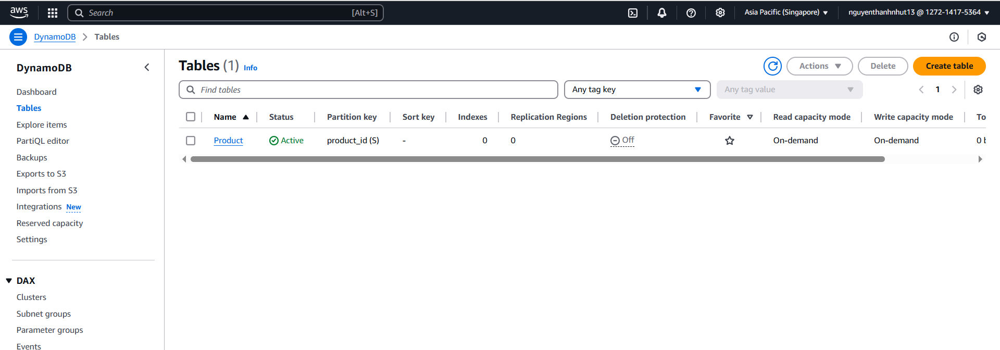 aws Search [Alt+S] Asia Pacific (Singapore) nguyenthanhnhut13 @ 1272-1417-5364
DynamoDB Tables
DynamoDB
Dashboard
Tables
Explore items
PartiQL editor
Backups
Exports to S3
Imports from S3
Integrations New
Reserved capacity
Settings
DAX
Clusters
Subnet groups
Parameter groups
Events
Tables (1) Info Actions Delete Create table
Find tables Any tag key Any tag value 1
Name Status Partition key Sort key Indexes Replication Regions Deletion protection Favorite Read capacity mode Write capacity mode To
Product Active product_id (S) - 0 0 Off On-demand On-demand 0 b